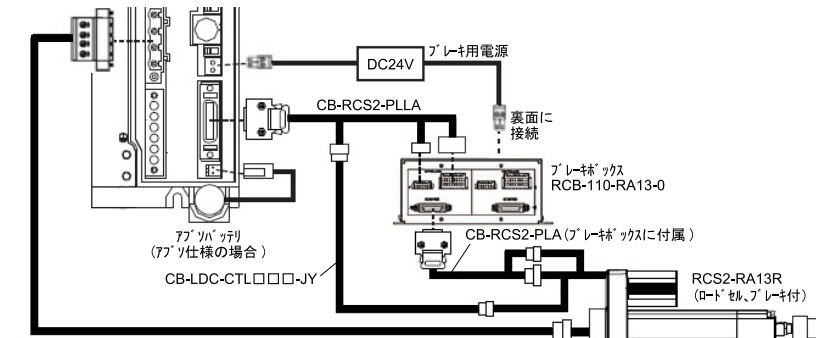 ﾌﾞﾚｰｷ用電源
DC24V
CB-RCS2-PLLA
裏面に
接続
ﾌﾞﾚｰｷﾎﾞｯｸｽ
RCB-110-RA13-0
CB-RCS2-PLA(ﾌﾞﾚｰｷﾎﾞｯｸｽに付属)
ｱﾌﾞｿﾊﾞｯﾃﾘ
(ｱﾌﾞｿ仕様の場合)
CB-LDC-CTL□□□-JY
RCS2-RA13R
(ﾛｰﾄﾞｾﾙ、ﾌﾞﾚｰｷ付)